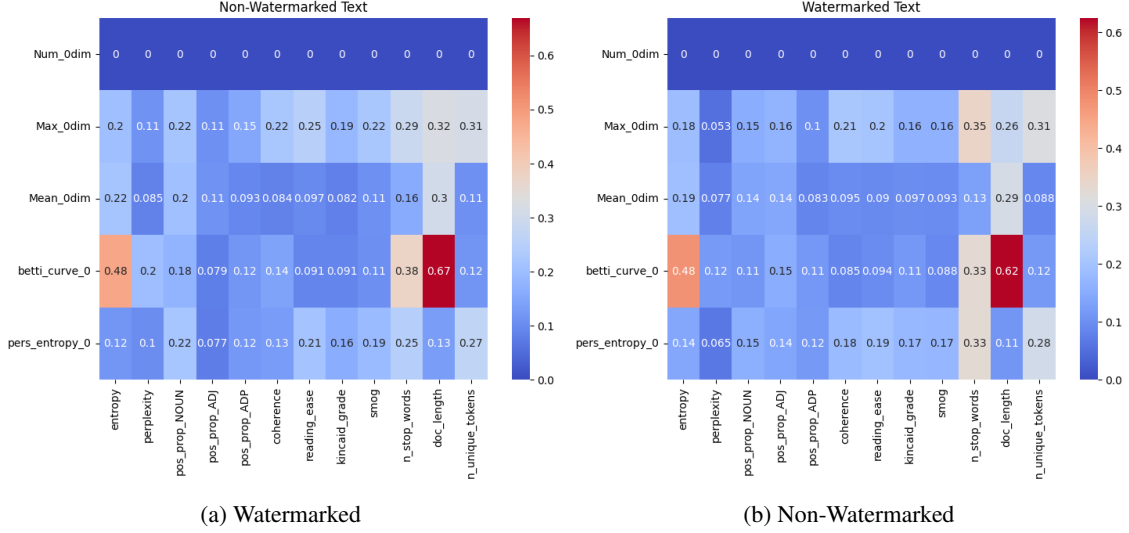 Non-Watermarked Text
Num_0dim 0 0 0 0 0 0 0 0 0 0 0 0
Max_0dim 0.2 0.11 0.22 0.11 0.15 0.22 0.25 0.19 0.22 0.29 0.32 0.31
Mean_0dim 0.22 0.085 0.2 0.11 0.093 0.084 0.097 0.082 0.11 0.16 0.3 0.11
betti_curve_0 0.48 0.2 0.18 0.079 0.12 0.14 0.091 0.091 0.11 0.38 0.67 0.12
pers_entropy_0 0.12 0.1 0.22 0.077 0.12 0.13 0.21 0.16 0.19 0.25 0.13 0.27
entropy perplexity pos_prop_NOUN pos_prop_ADJ pos_prop_ADP coherence reading_ease kincaid_grade smog n_stop_words doc_length n_unique_tokens
0.6
0.5
0.4
0.3
0.2
0.1
0.0
(a) Watermarked
Watermarked Text
Num_0dim 0 0 0 0 0 0 0 0 0 0 0 0
Max_0dim 0.18 0.053 0.15 0.16 0.1 0.21 0.2 0.16 0.16 0.35 0.26 0.31
Mean_0dim 0.19 0.077 0.14 0.14 0.083 0.095 0.09 0.097 0.093 0.13 0.29 0.088
betti_curve_0 0.48 0.12 0.11 0.15 0.11 0.085 0.094 0.11 0.088 0.33 0.62 0.12
pers_entropy_0 0.14 0.065 0.15 0.14 0.12 0.18 0.19 0.17 0.17 0.33 0.11 0.28
entropy perplexity pos_prop_NOUN pos_prop_ADJ pos_prop_ADP coherence reading_ease kincaid_grade smog n_stop_words doc_length n_unique_tokens
0.6
0.5
0.4
0.3
0.2
0.1
0.0
(b) Non-Watermarked